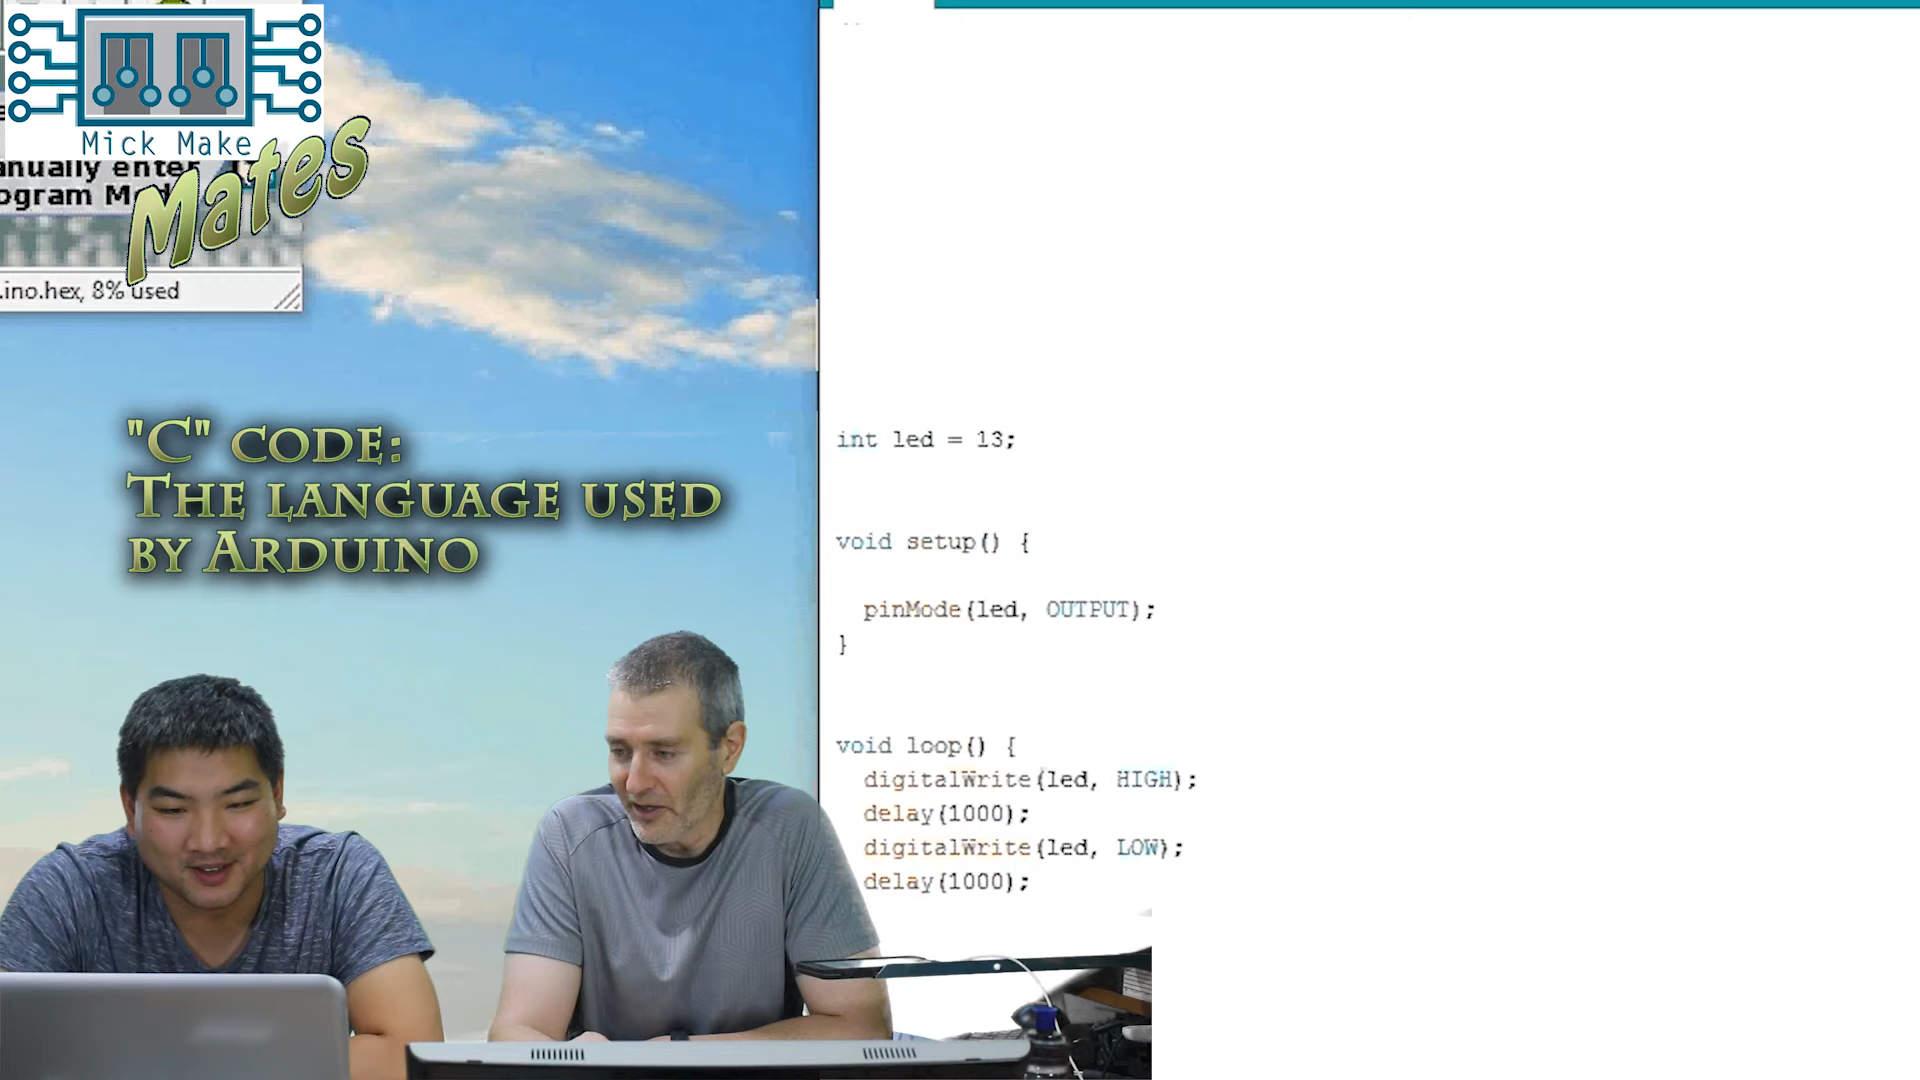 Mick Make
Mates
anually enter
ogram Mo
.ino.hex, 8% used
"C" code:
The language used
by Arduino
int led = 13;
void setup() {
pinMode(led, OUTPUT);
}
void loop() {
digitalWrite(led, HIGH);
delay(1000);
digitalWrite(led, LOW);
delay(1000);